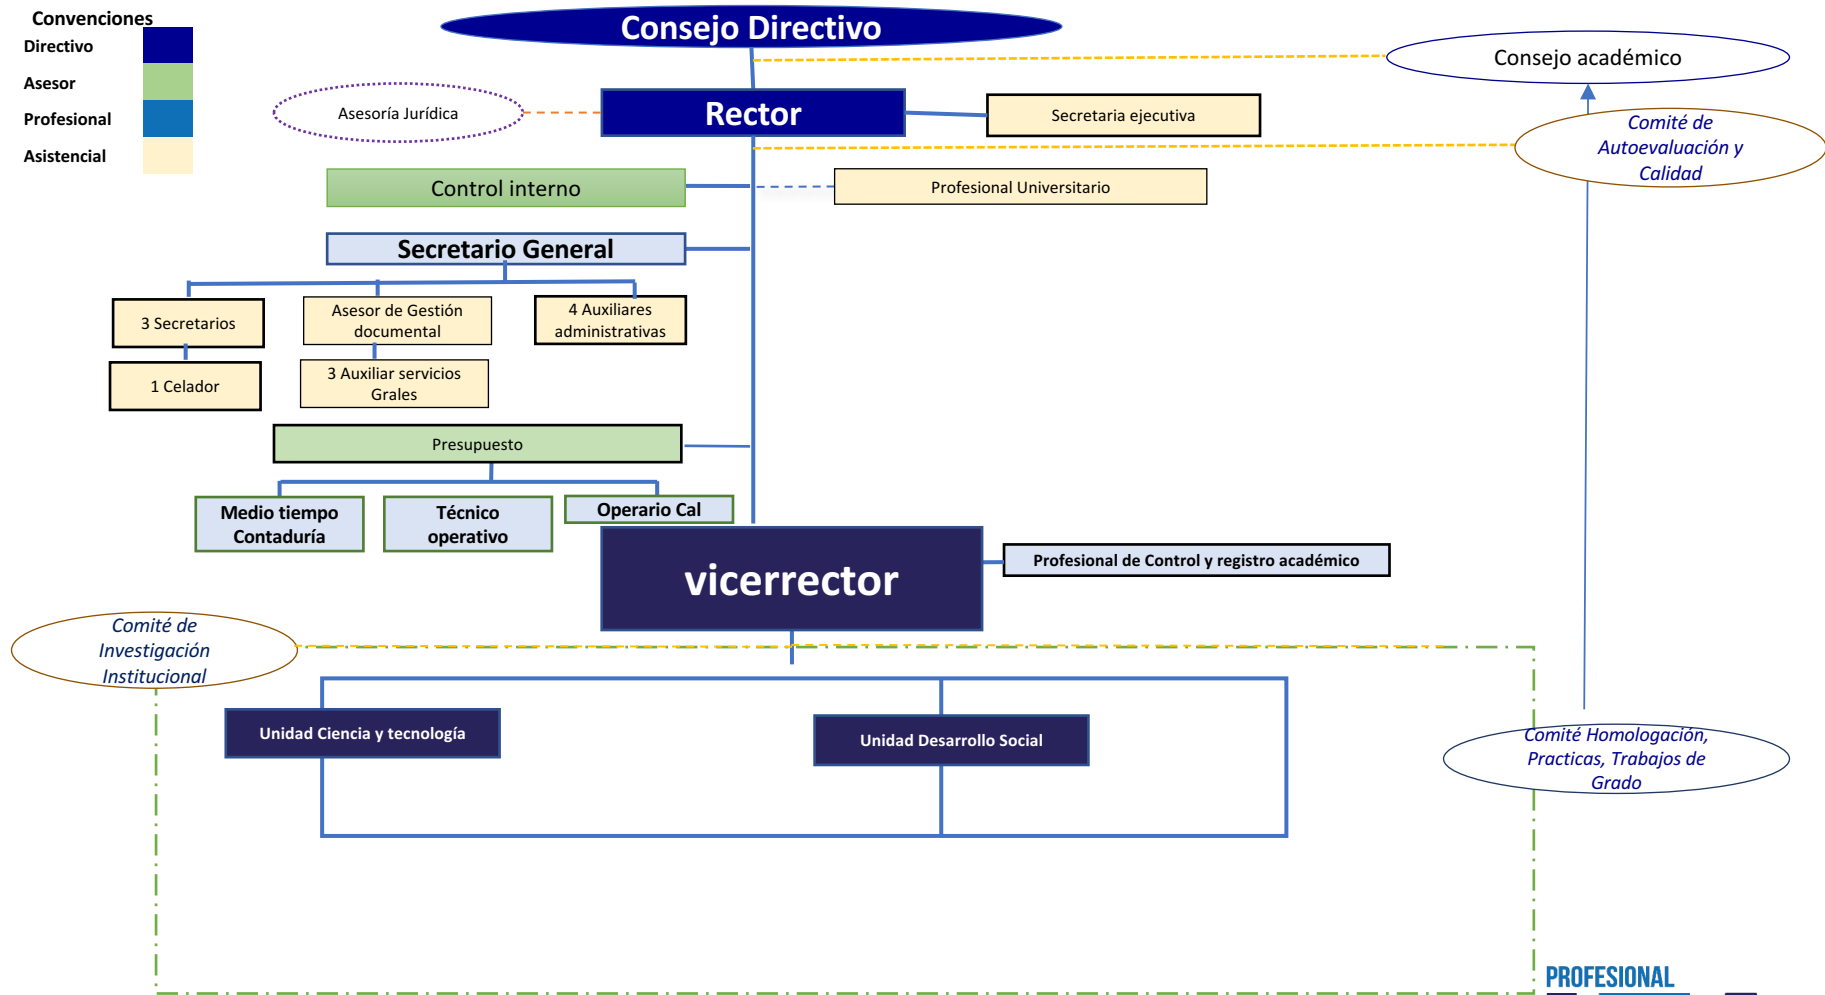 Convenciones
Directivo
Asesor
Profesional
Asistencial
Consejo Directivo
Consejo académico
Asesoría Jurídica
Rector
Secretaria ejecutiva
Comité de
Autoevaluación y
Calidad
Control interno
Profesional Universitario
Secretario General
3 Secretarios
Asesor de Gestión
documental
4 Auxiliares
administrativas
1 Celador
3 Auxiliar servicios
Grales
Presupuesto
Medio tiempo
Contaduría
Técnico
operativo
Operario Cal
vicerrector
Profesional de Control y registro académico
Comité de
Investigación
Institucional
Unidad Ciencia y tecnología
Unidad Desarrollo Social
Comité Homologación,
Practicas, Trabajos de
Grado
PROFESIONAL